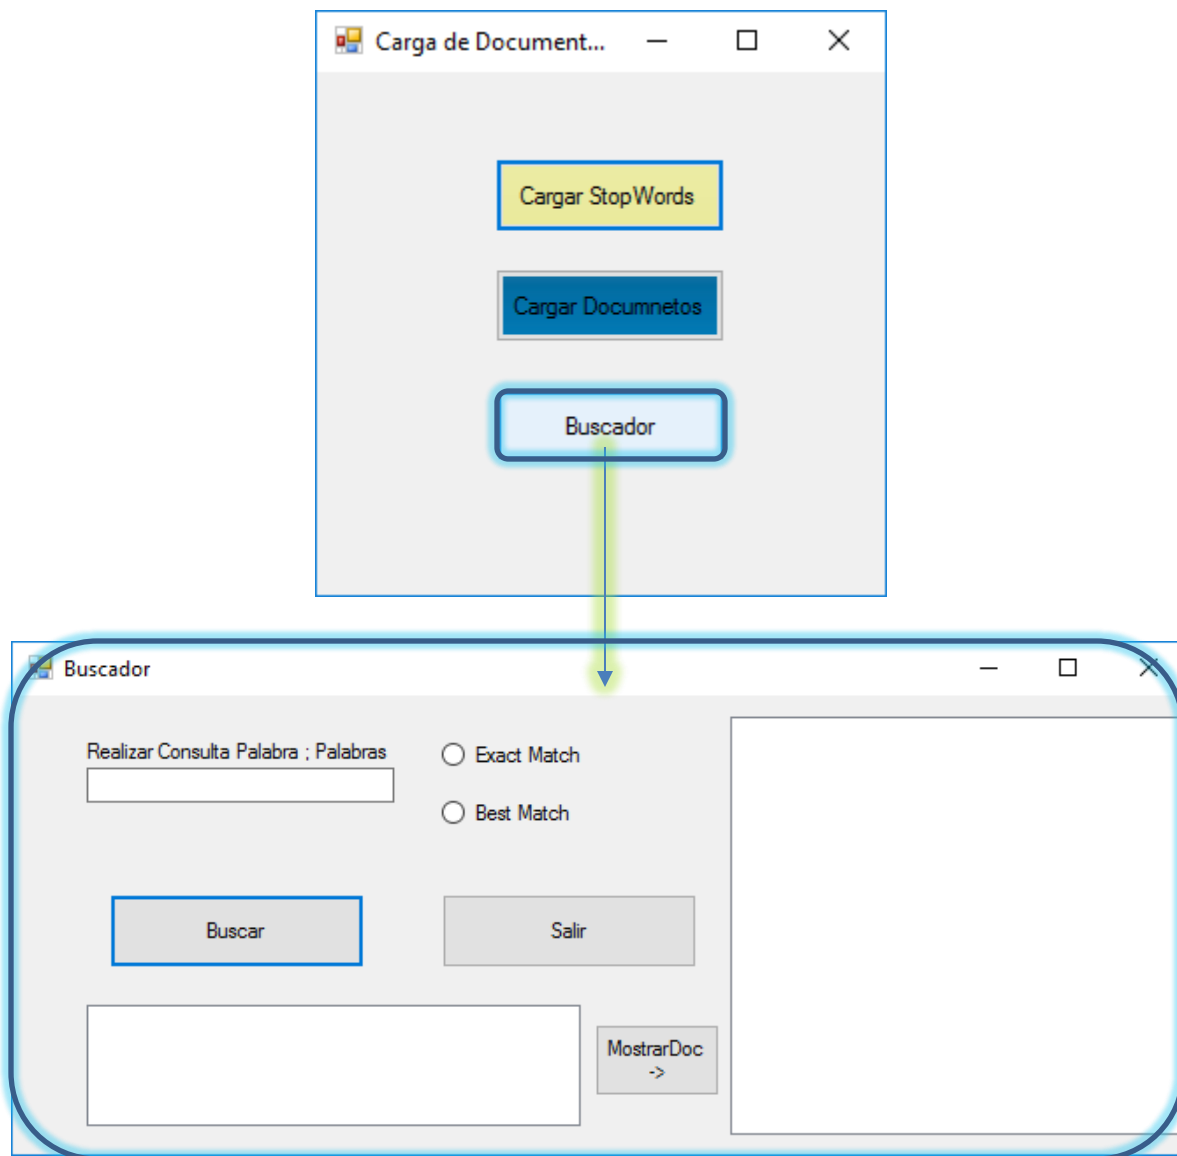 Carga de Document...
Cargar StopWords
Cargar Documnetos
Buscador
Buscador
Realizar Consulta Palabra ; Palabras
Exact Match
Best Match
Buscar
Salir
MostrarDoc
->